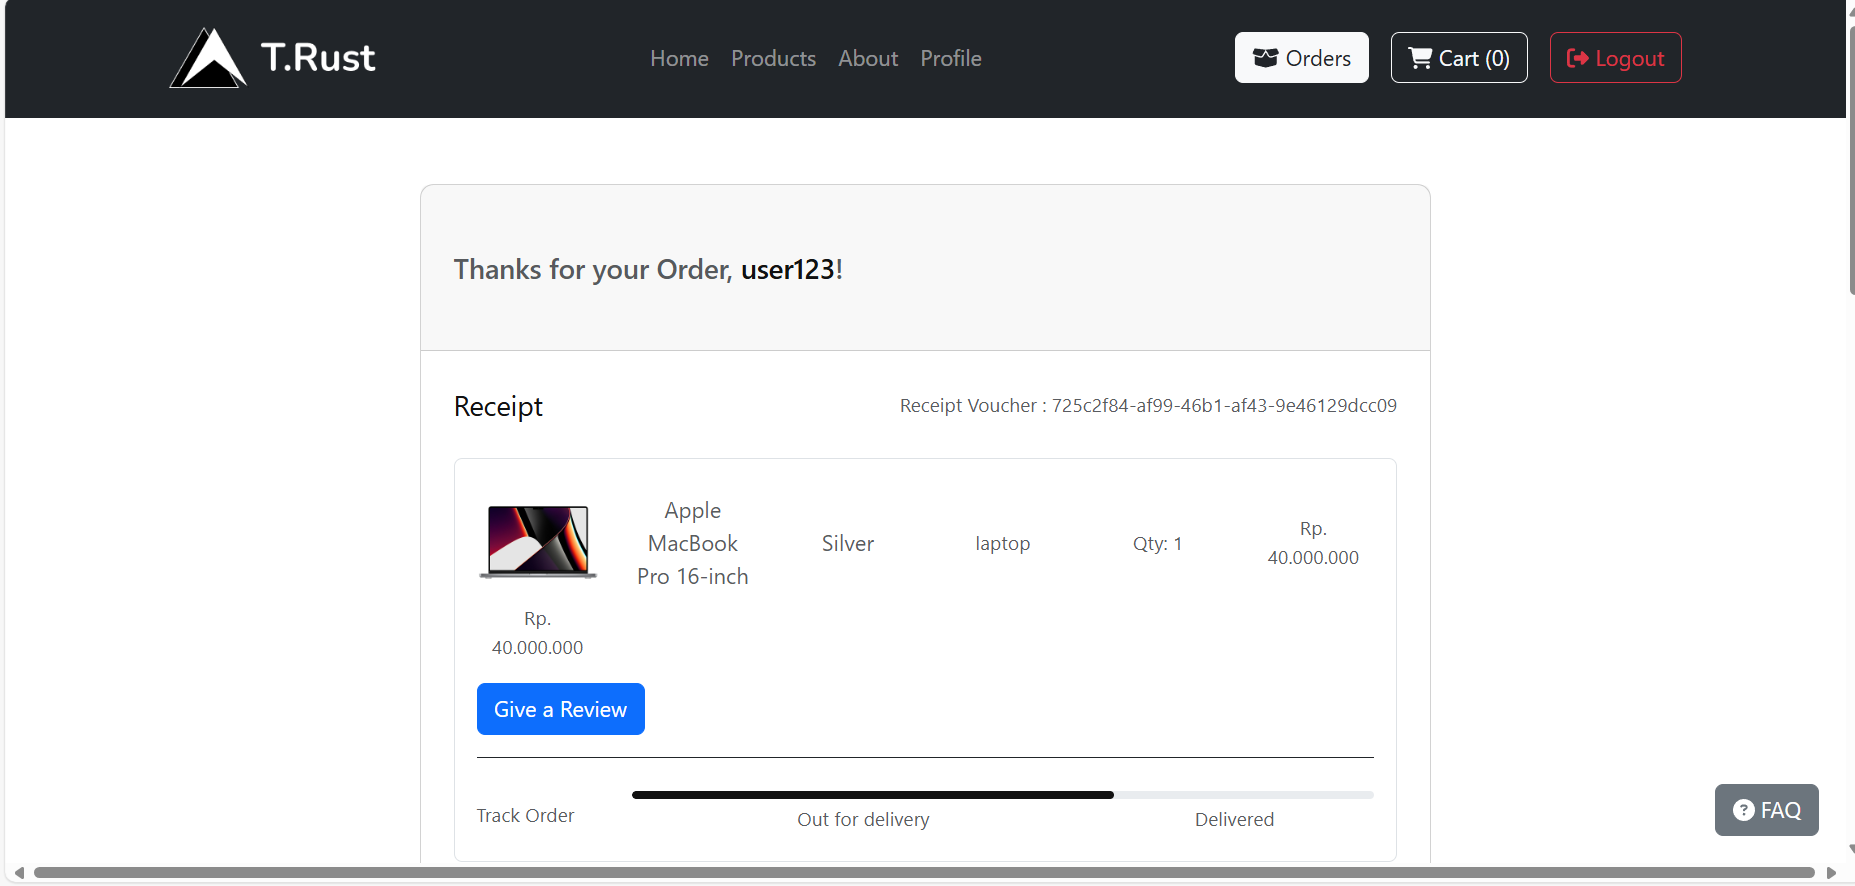 T.Rust
Home Products About Profile
Orders
Cart (0)
Logout
Thanks for your Order, user123!
Receipt
Receipt Voucher : 725c2f84-af99-46b1-af43-9e46129dcc09
Apple
MacBook
Pro 16-inch
Silver
laptop
Qty: 1
Rp.
40.000.000
Rp.
40.000.000
Give a Review
Track Order
Out for delivery
Delivered
FAQ